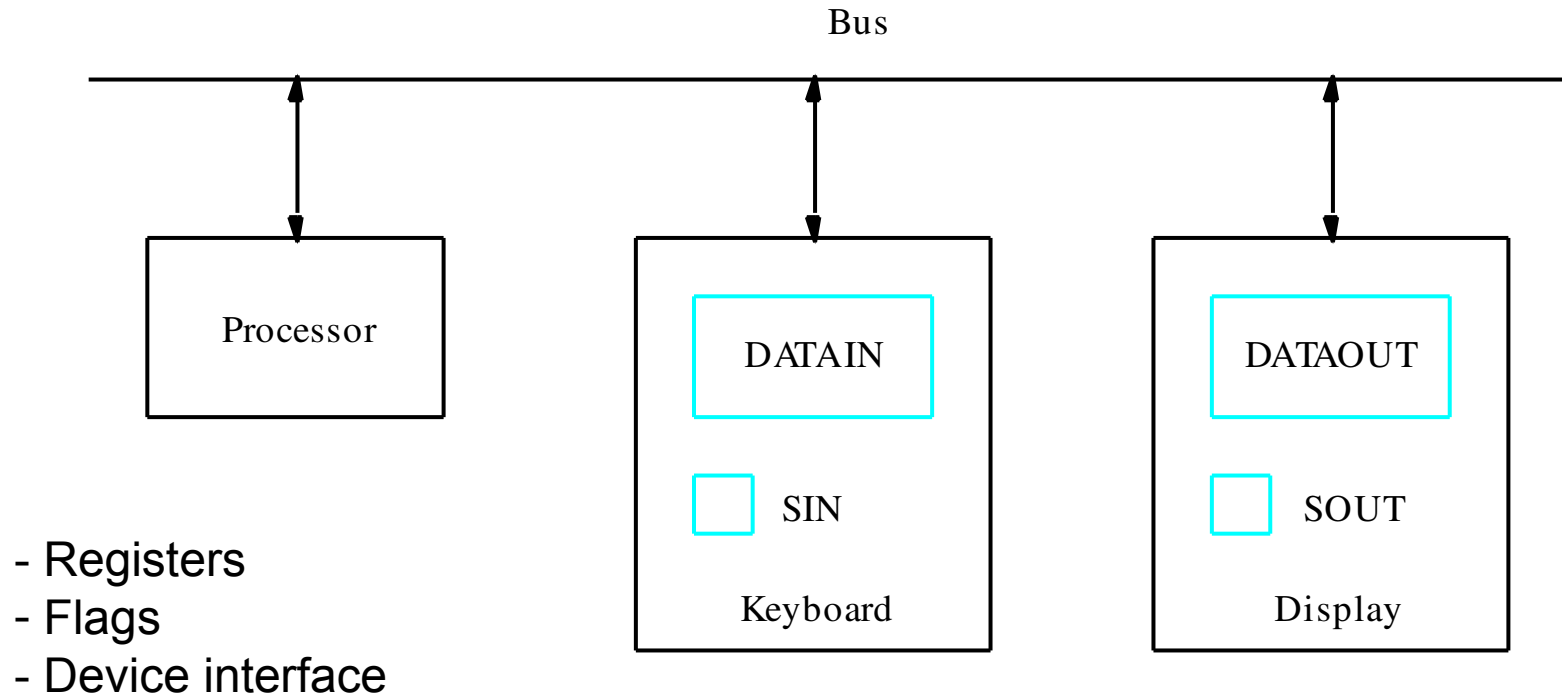 Bus
Processor
DATAIN
DATAOUT
SIN
SOUT
Keyboard
Display
- Registers
- Flags
- Device interface